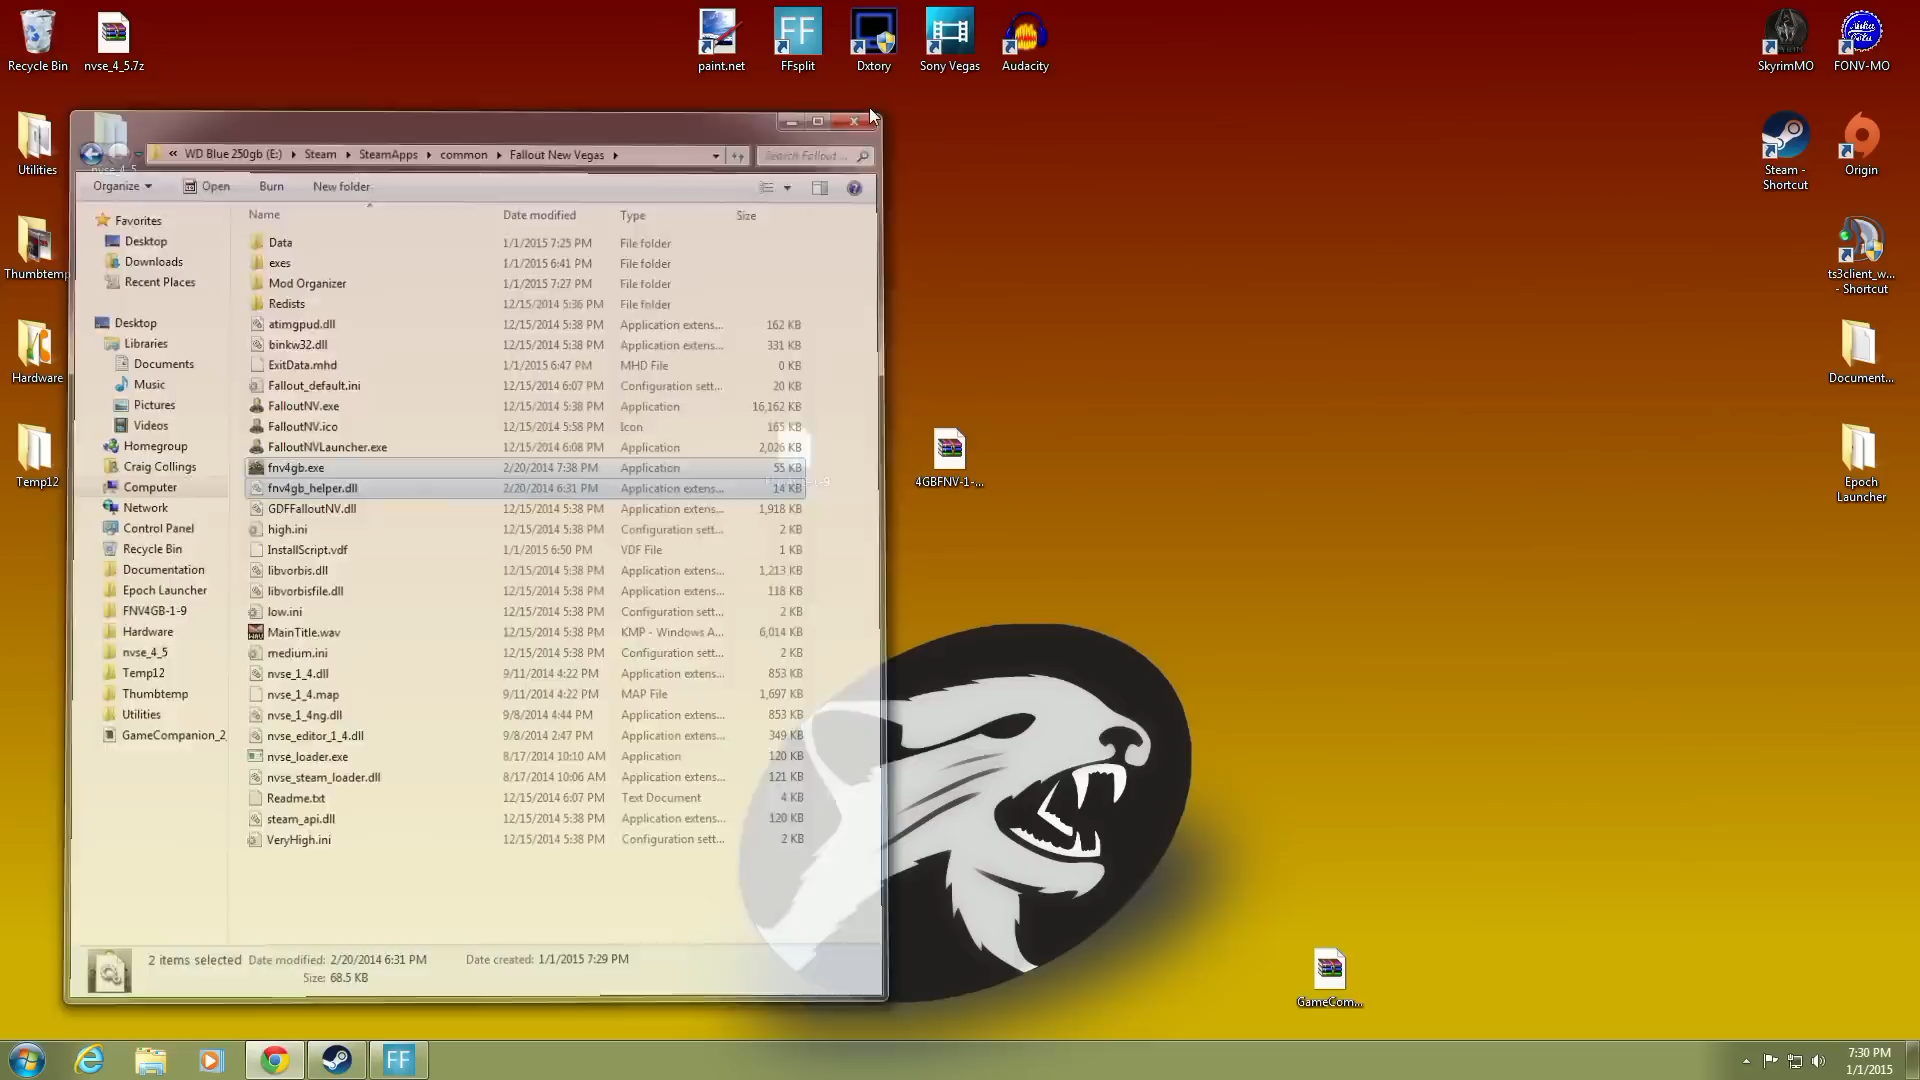 Recycle Bin
nvse_4_5.7z
paint.net
FFsplit
Dxtory
Sony Vegas
Audacity
SkyrimMO
FONV-MO
Utilities
Thumbtemp
Hardware
Temp12
Steam -
Shortcut
Origin
ts3client_w...
- Shortcut
Document...
Epoch
Launcher
4GBFNV-1-...
GameCom...
nvse_4_5
« WD Blue 250gb (E:) Steam SteamApps common Fallout New Vegas
Search Fallout ...
Organize Open Burn New folder
Favorites
Desktop
Downloads
Recent Places
Desktop
Libraries
Documents
Music
Pictures
Videos
Homegroup
Craig Collings
Computer
Network
Control Panel
Recycle Bin
Documentation
Epoch Launcher
FNV4GB-1-9
Hardware
nvse_4_5
Temp12
Thumbtemp
Utilities
GameCompanion_2
Name Date modified Type Size
Data 1/1/2015 7:25 PM File folder
exes 1/1/2015 6:41 PM File folder
Mod Organizer 1/1/2015 7:27 PM File folder
Redists 12/15/2014 5:36 PM File folder
atimgpud.dll 12/15/2014 5:38 PM Application extens... 162 KB
binkw32.dll 12/15/2014 5:38 PM Application extens... 331 KB
ExitData.mhd 1/1/2015 6:47 PM MHD File 0 KB
Fallout_default.ini 12/15/2014 6:07 PM Configuration sett... 20 KB
FalloutNV.exe 12/15/2014 5:38 PM Application 16,162 KB
FalloutNV.ico 12/15/2014 5:58 PM Icon 165 KB
FalloutNVLauncher.exe 12/15/2014 6:08 PM Application 2,026 KB
fnv4gb.exe 2/20/2014 7:38 PM Application 55 KB
fnv4gb_helper.dll 2/20/2014 6:31 PM Application extens... 14 KB
GDFFalloutNV.dll 12/15/2014 5:38 PM Application extens... 1,918 KB
high.ini 12/15/2014 5:38 PM Configuration sett... 2 KB
InstallScript.vdf 1/1/2015 6:50 PM VDF File 1 KB
libvorbis.dll 12/15/2014 5:38 PM Application extens... 1,213 KB
libvorbisfile.dll 12/15/2014 5:38 PM Application extens... 118 KB
low.ini 12/15/2014 5:38 PM Configuration sett... 2 KB
MainTitle.wav 12/15/2014 5:38 PM KMP - Windows A... 6,014 KB
medium.ini 12/15/2014 5:38 PM Configuration sett... 2 KB
nvse_1_4.dll 9/11/2014 4:22 PM Application extens... 853 KB
nvse_1_4.map 9/11/2014 4:22 PM MAP File 1,697 KB
nvse_1_4ng.dll 9/8/2014 4:44 PM Application extens... 853 KB
nvse_editor_1_4.dll 9/8/2014 2:47 PM Application extens... 349 KB
nvse_loader.exe 8/17/2014 10:10 AM Application 120 KB
nvse_steam_loader.dll 8/17/2014 10:06 AM Application extens... 121 KB
Readme.txt 12/15/2014 6:07 PM Text Document 4 KB
steam_api.dll 12/15/2014 5:38 PM Application extens... 120 KB
VeryHigh.ini 12/15/2014 5:38 PM Configuration sett... 2 KB
2 items selected Date modified: 2/20/2014 6:31 PM Date created: 1/1/2015 7:29 PM
Size: 68.5 KB
FF
FF
7:30 PM
1/1/2015